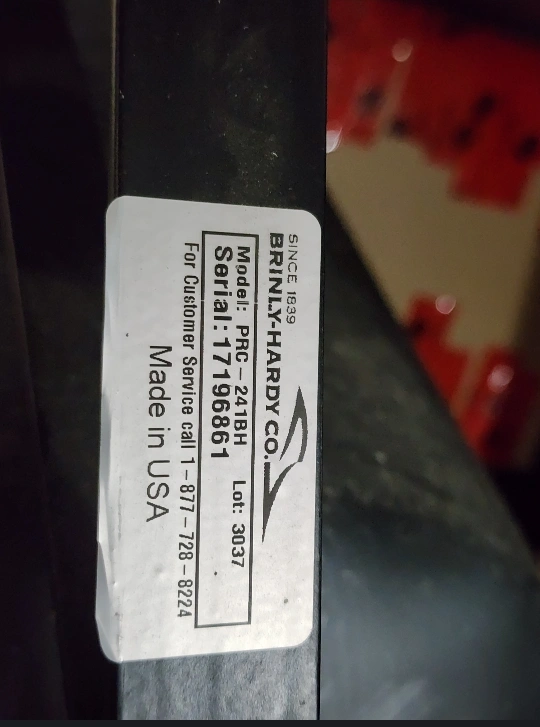 SINCE 1839
BRINLY-HARDY CO.
Model: PRC-241BH Lot: 3037
Serial: 17196861
For Customer Service call 1-877-728-8224
Made in USA